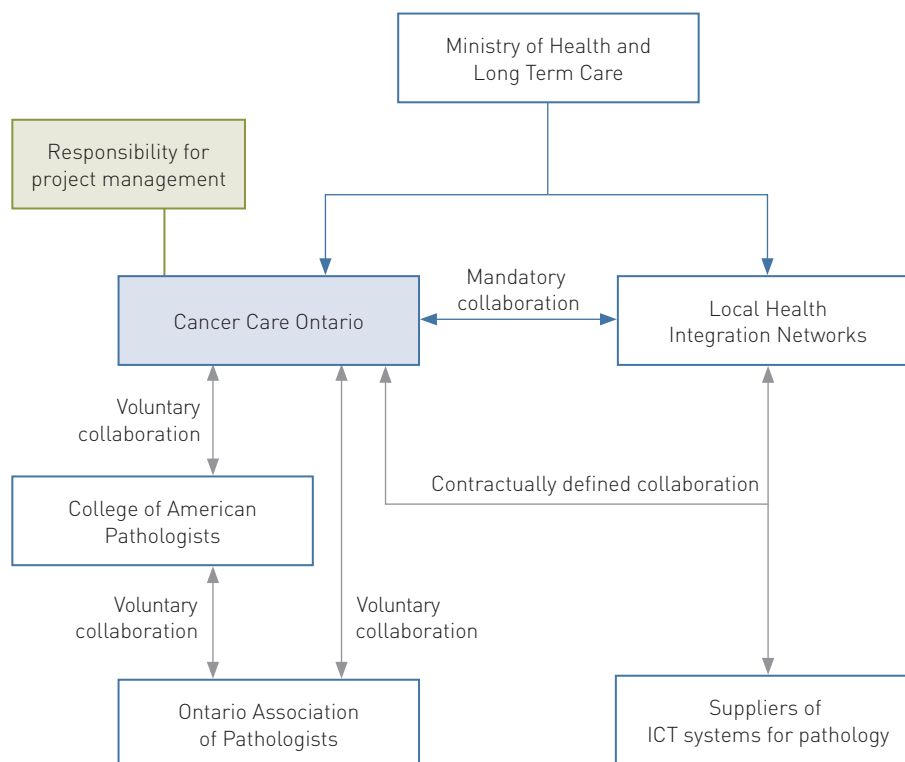 Ministry of Health and
Long Term Care
Responsibility for
project management
Cancer Care Ontario
Mandatory
collaboration
Local Health
Integration Networks
Voluntary
collaboration
Contractually defined collaboration
College of American
Pathologists
Voluntary
collaboration
Voluntary
collaboration
Ontario Association
of Pathologists
Suppliers of
ICT systems for pathology